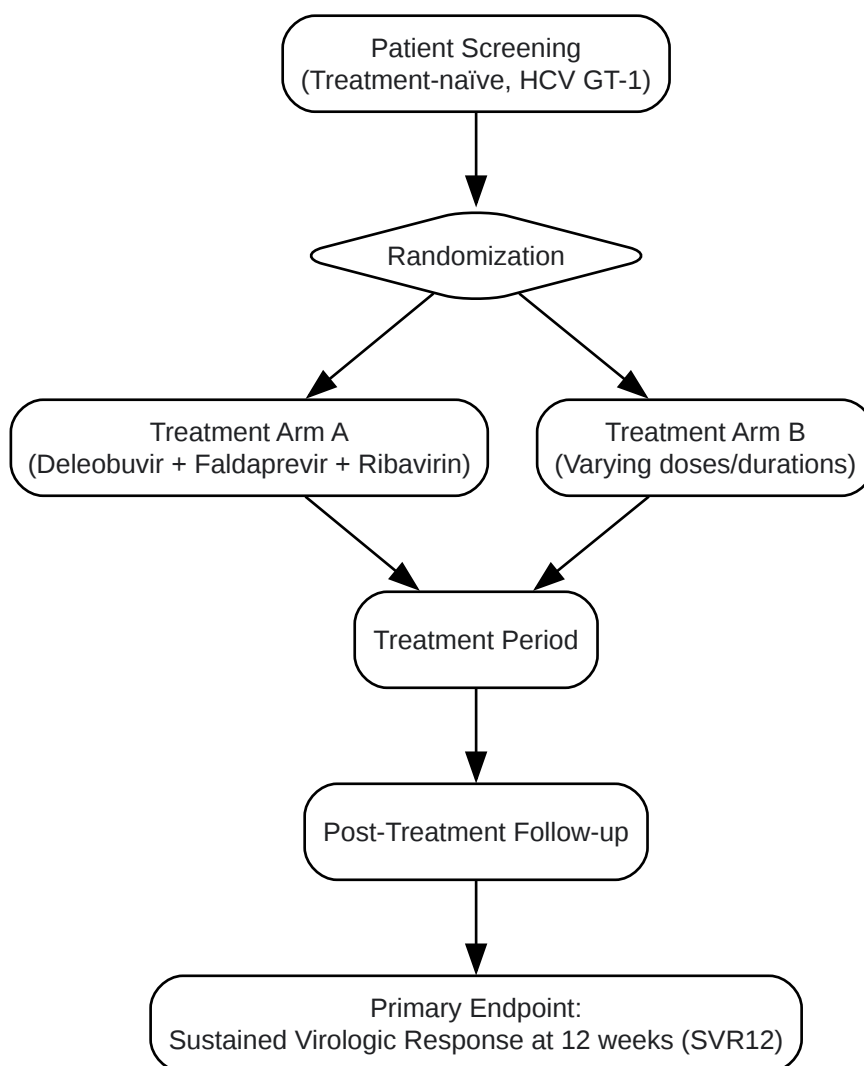 Patient Screening
(Treatment-naïve, HCV GT-1)
Randomization
Treatment Arm A
(Deleobuvir + Faldaprevir + Ribavirin)
Treatment Arm B
(Varying doses/durations)
Treatment Period
Post-Treatment Follow-up
Primary Endpoint:
Sustained Virologic Response at 12 weeks (SVR12)